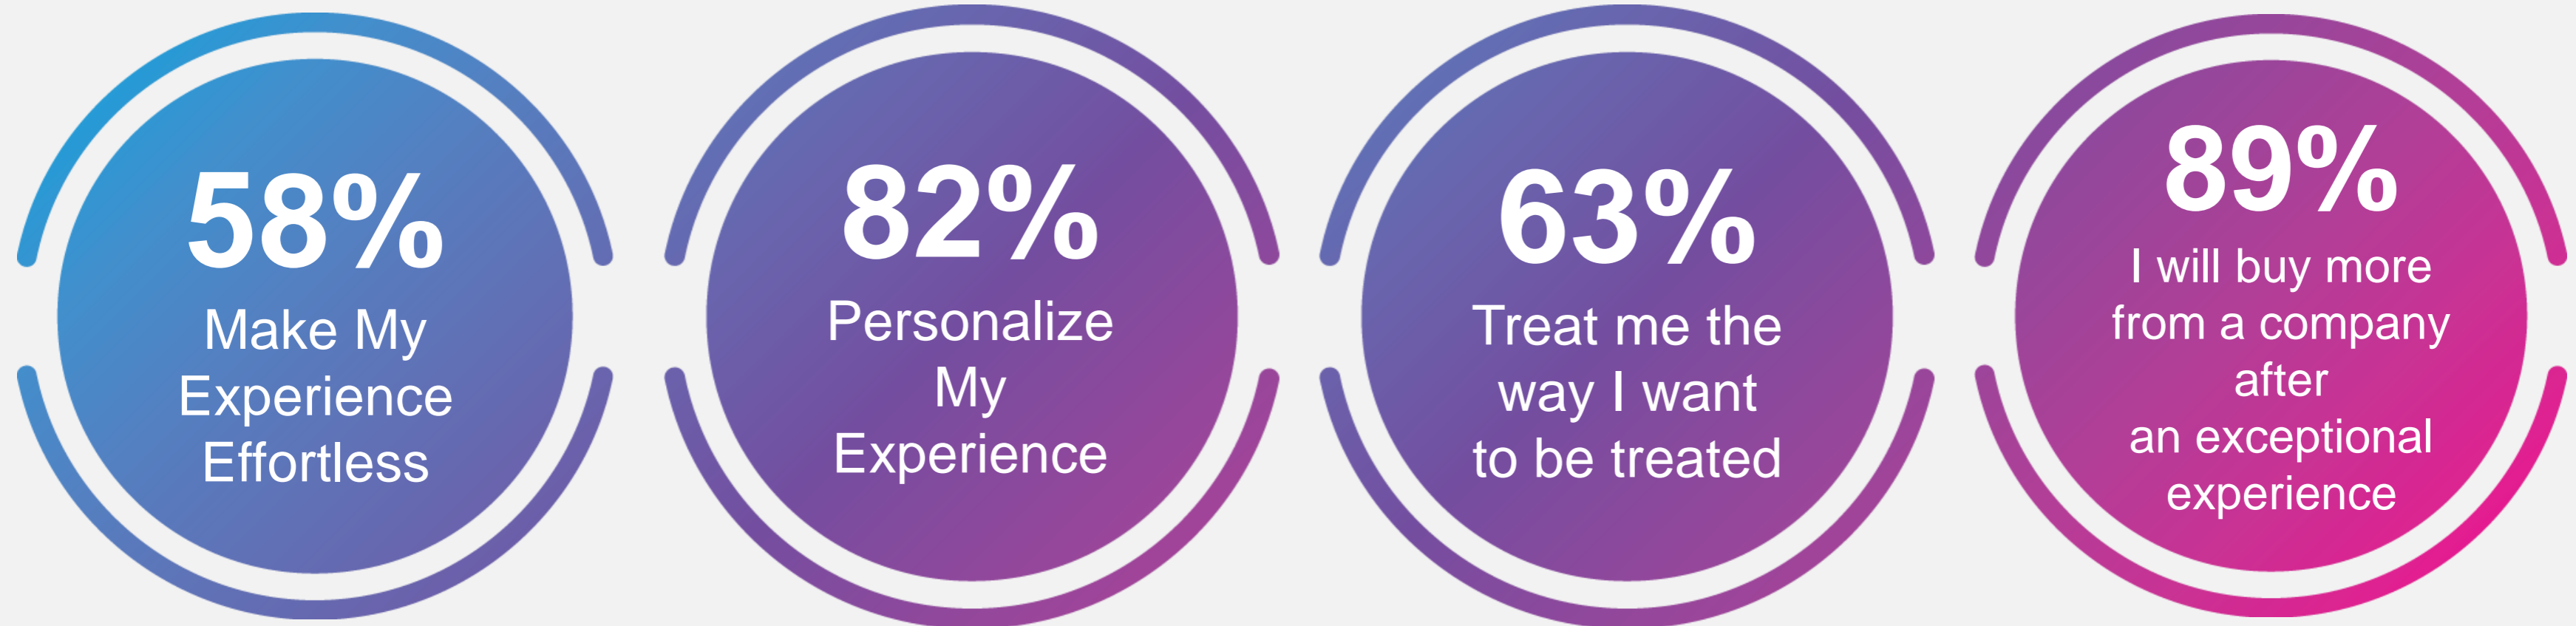 58%
Make My
Experience
Effortless
82%
Personalize
My
Experience
63%
Treat me the
way I want
to be treated
89%
I will buy more
from a company
after
an exceptional
experience